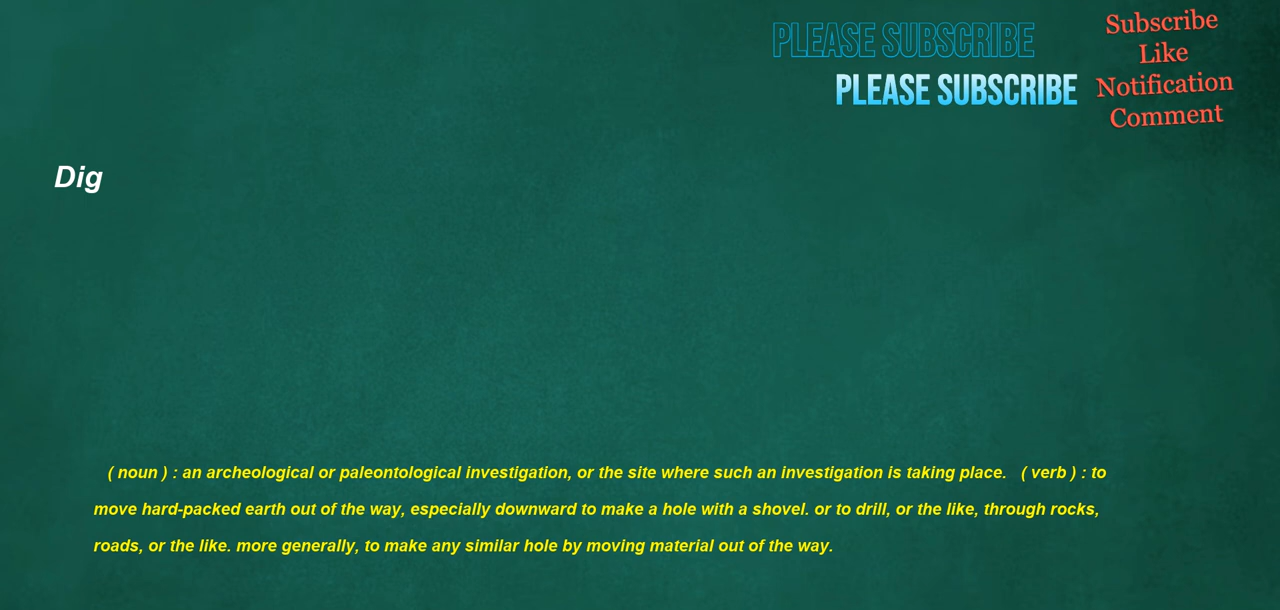 PLEASE SUBSCRIBE
PLEASE SUBSCRIBE
Subscribe
Like
Notification
Comment
Dig
( noun ) : an archeological or paleontological investigation, or the site where such an investigation is taking place. ( verb ) : to
move hard-packed earth out of the way, especially downward to make a hole with a shovel. or to drill, or the like, through rocks,
roads, or the like. more generally, to make any similar hole by moving material out of the way.